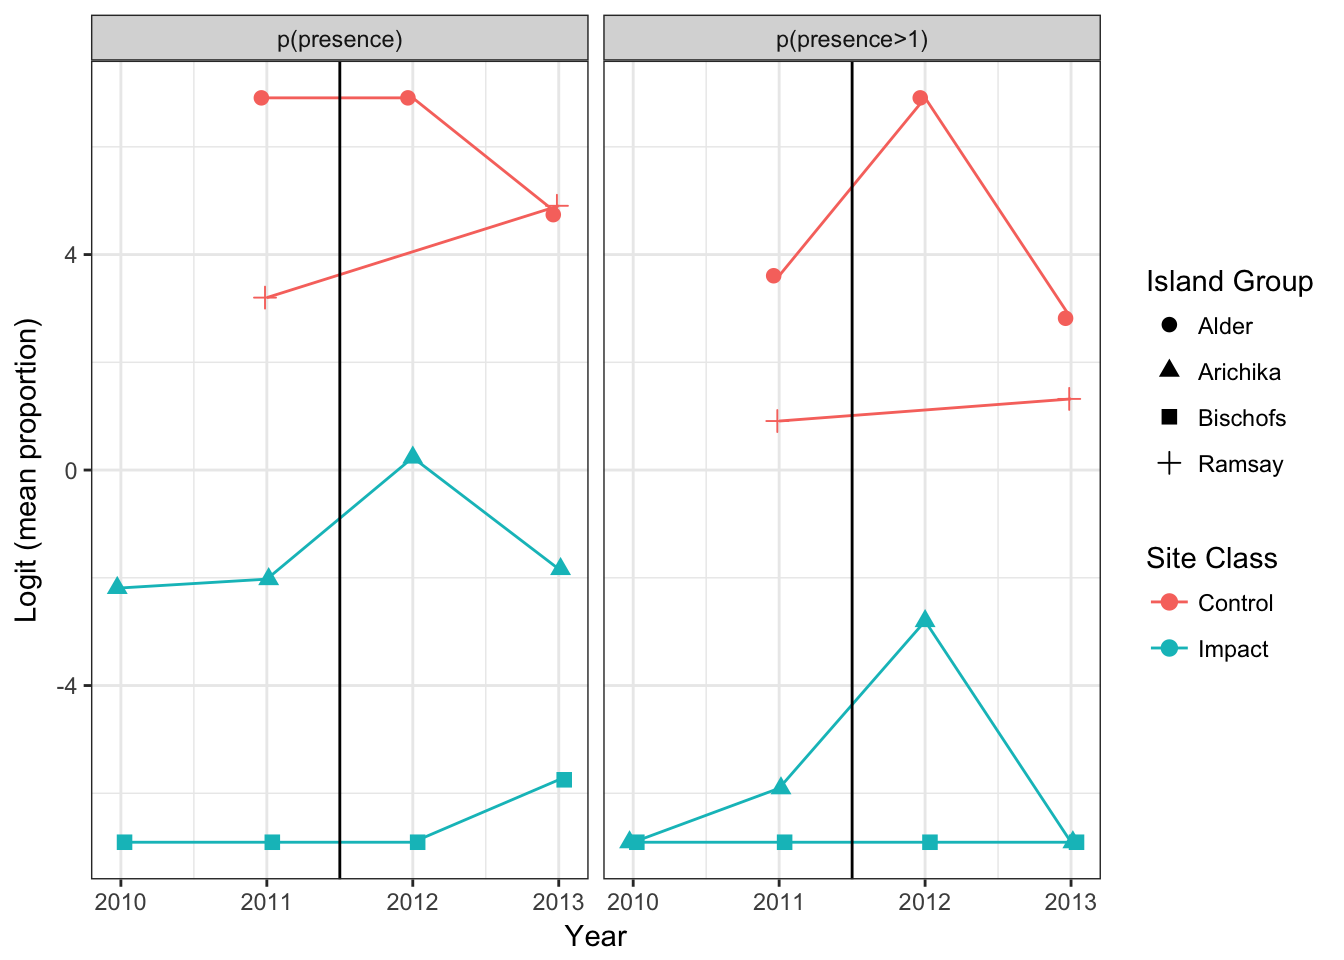 p(presence)
p(presence>1)
Logit (mean proportion)
4
0
-4
2010
2011
2012
2013
2010
2011
2012
2013
Year
Island Group
Alder
Arichika
Bischofs
Ramsay
Site Class
Control
Impact